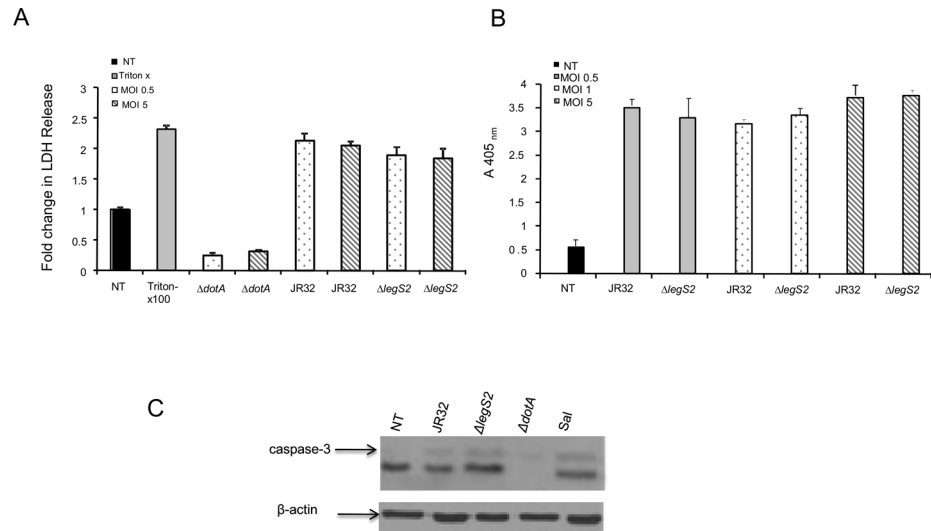 A
Fold change in LDH Release
NT
Triton x
MOI 0.5
MOI 5
3
2.5
2
1.5
1
0.5
0
NT
Triton-
x100
ΔdotA
ΔdotA
JR32
JR32
ΔlegS2
ΔlegS2
B
A 405 nm
NT
MOI 0.5
MOI 1
MOI 5
4
3.5
3
2.5
2
1.5
1
0.5
0
NT
JR32
ΔlegS2
JR32
ΔlegS2
JR32
ΔlegS2
C
NT
JR32
ΔlegS2
ΔdotA
Sal
caspase-3
β-actin